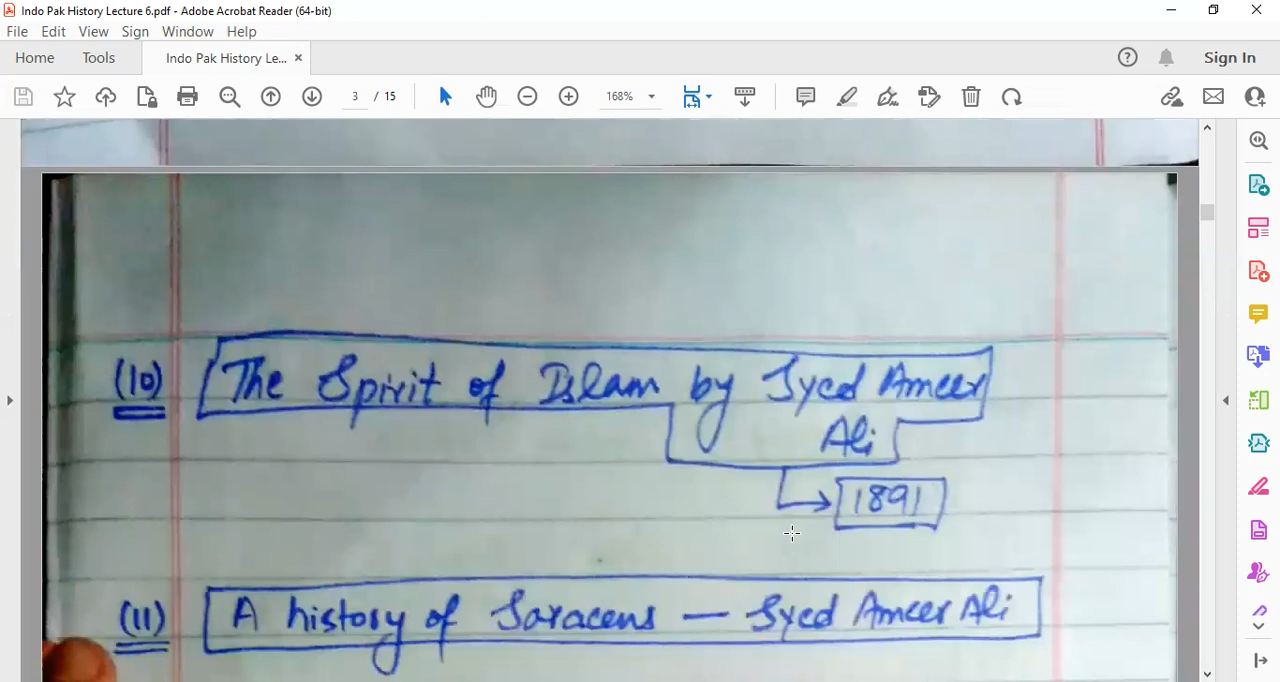 Indo Pak History Lecture 6.pdf - Adobe Acrobat Reader (64-bit)
File Edit View Sign Window Help
Home Tools Indo Pak History Le... × Sign In
3 / 15 168%
(10) The Spirit of Islam by Syed Ameer
Ali
1891
(11) A history of Saracens — Syed Ameer Ali